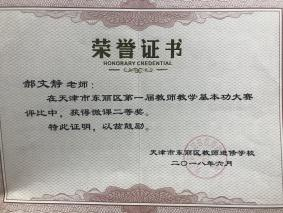 荣誉证书
HONORARY CREDENTIAL
郝文静 老师：
在天津市东丽区第一届教师教学基本功大赛
评比中，获得微课二等奖。
特此证明，以兹鼓励。
天津市东丽区教师进修学校
二〇一八年六月